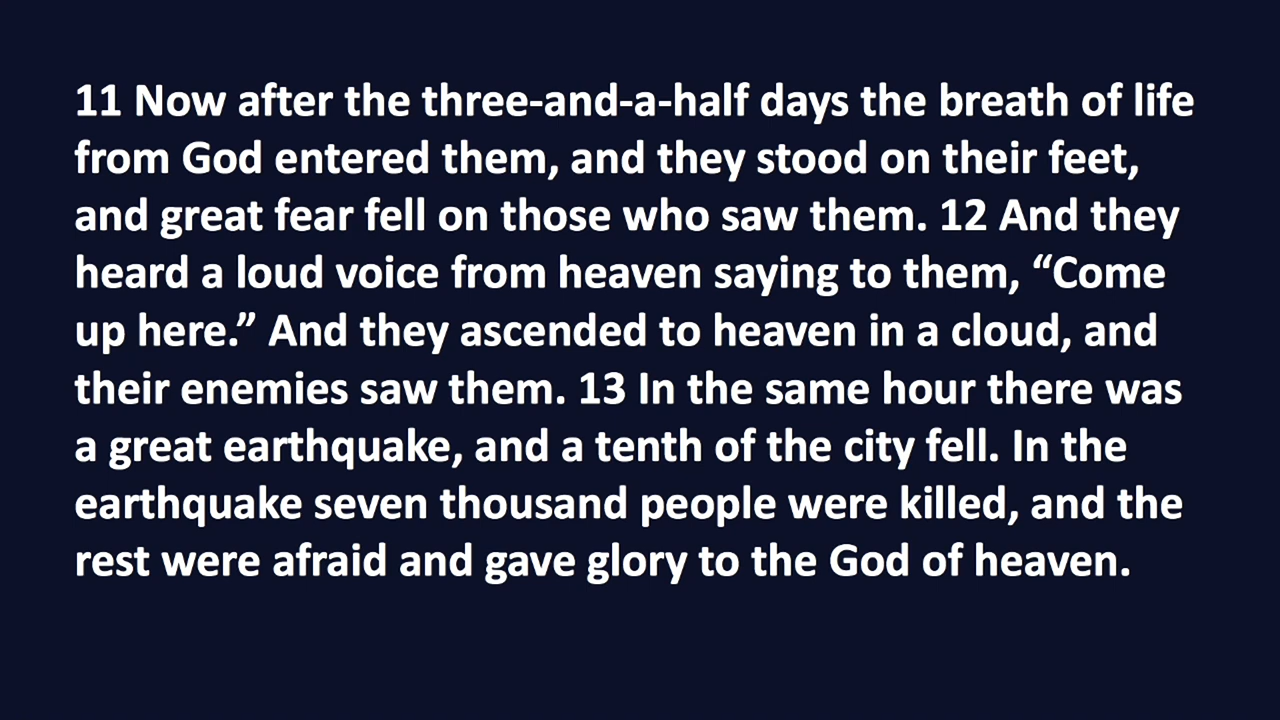 11 Now after the three-and-a-half days the breath of life
from God entered them, and they stood on their feet,
and great fear fell on those who saw them. 12 And they
heard a loud voice from heaven saying to them, “Come
up here.” And they ascended to heaven in a cloud, and
their enemies saw them. 13 In the same hour there was
a great earthquake, and a tenth of the city fell. In the
earthquake seven thousand people were killed, and the
rest were afraid and gave glory to the God of heaven.